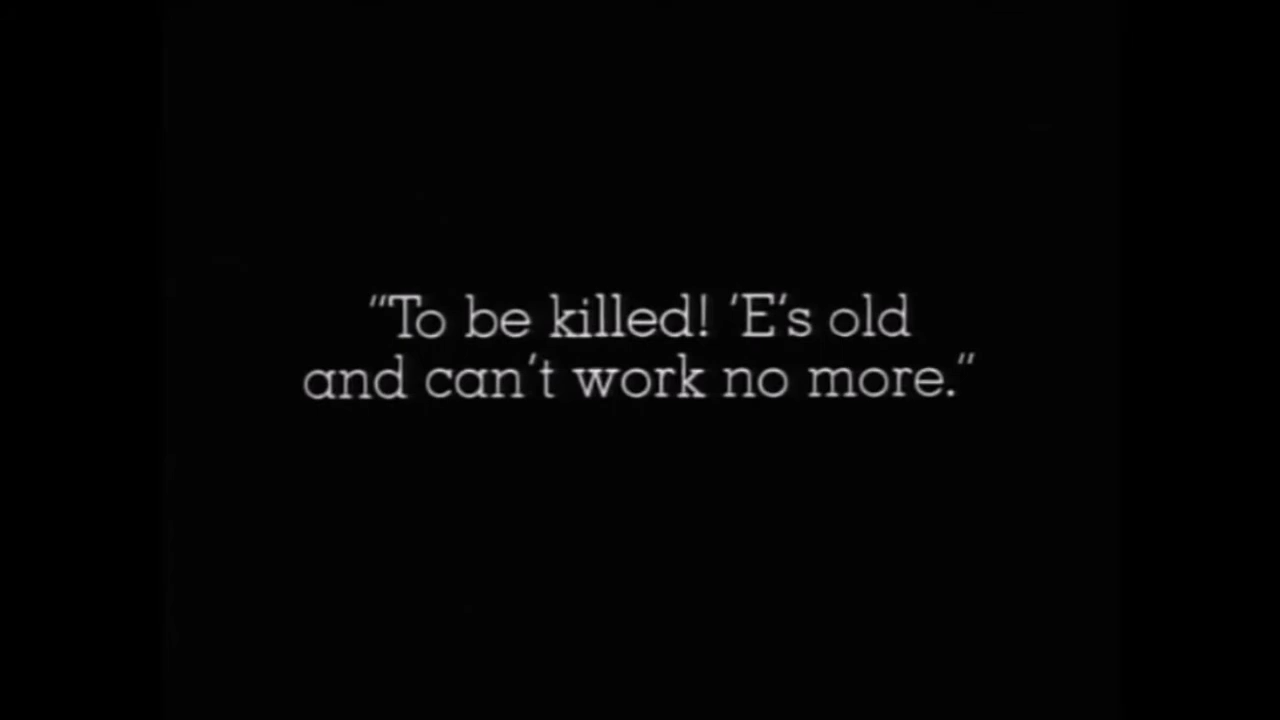 “To be killed! ‘E‘s old
and can’t work no more.”